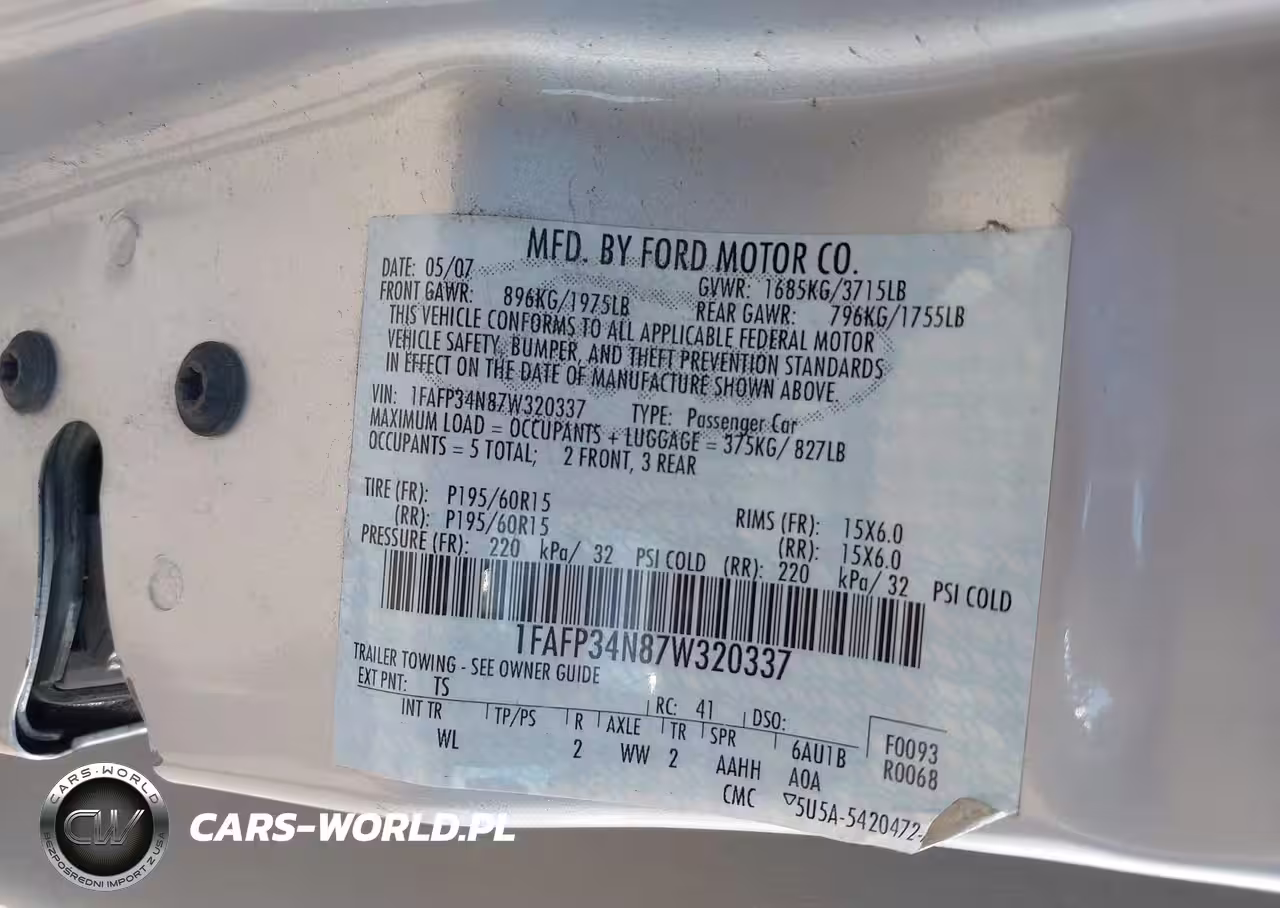 MFD. BY FORD MOTOR CO.
DATE: 05/07 GVWR: 1685KG/3715LB
FRONT GAWR: 896KG/1975LB REAR GAWR: 796KG/1755LB
THIS VEHICLE CONFORMS TO ALL APPLICABLE FEDERAL MOTOR
VEHICLE SAFETY, BUMPER, AND THEFT PREVENTION STANDARDS
IN EFFECT ON THE DATE OF MANUFACTURE SHOWN ABOVE.
VIN: 1FAFP34N87W320337 TYPE: Passenger Car
MAXIMUM LOAD = OCCUPANTS + LUGGAGE = 375KG/ 827LB
OCCUPANTS = 5 TOTAL; 2 FRONT, 3 REAR
TIRE (FR): P195/60R15 RIMS (FR): 15X6.0
(RR): P195/60R15 (RR): 15X6.0
PRESSURE (FR): 220 kPa/ 32 PSI COLD (RR): 220 kPa/ 32 PSI COLD
1FAFP34N87W320337
TRAILER TOWING - SEE OWNER GUIDE
EXT PNT: TS RC: 41 DSO:
INT TR TP/PS R AXLE TR SPR 6AU1B F0093
WL 2 WW 2 AAHH A0A R0068
CMC ▽5U5A-5420472-
CARS-WORLD
CW
BEZPOŚREDNI IMPORT Z USA
CARS-WORLD.PL